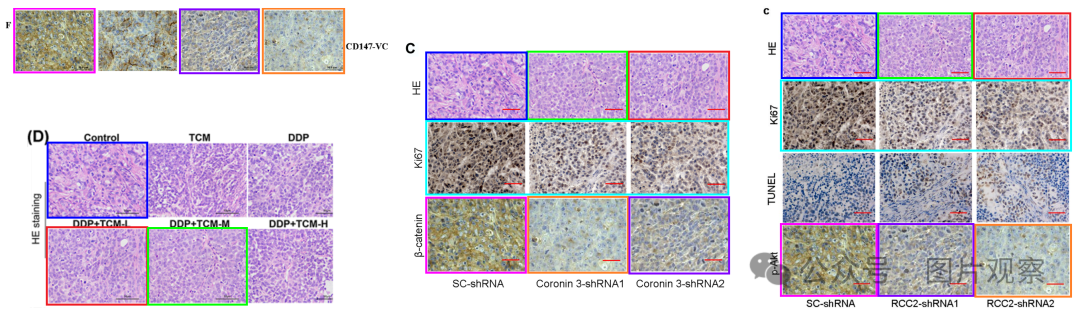 F
CD147-VC
(D)
Control TCM DDP
HE staining
DDP+TCM-L DDP+TCM-M DDP+TCM-H
C
HE
Ki67
β-catenin
SC-shRNA Coronin 3-shRNA1 Coronin 3-shRNA2
c
HE
Ki67
TUNEL
p-Akt
SC-shRNA RCC2-shRNA1 RCC2-shRNA2
公众号 图片观察